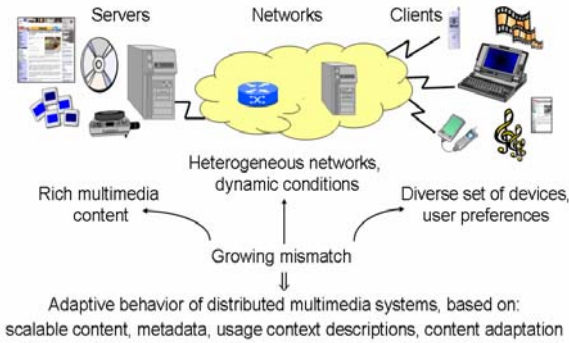 Servers
Networks
Clients
Heterogeneous networks,
dynamic conditions
Rich multimedia
content
Diverse set of devices,
user preferences
Growing mismatch
Adaptive behavior of distributed multimedia systems, based on:
scalable content, metadata, usage context descriptions, content adaptation